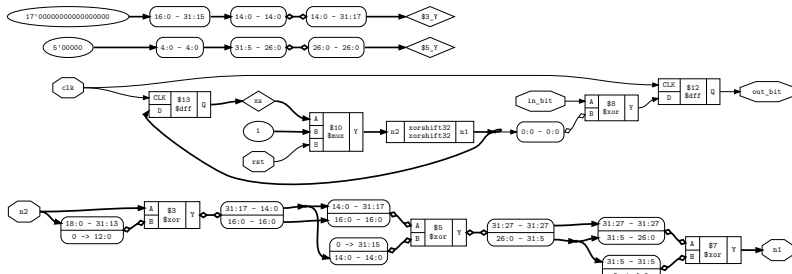 17'00000000000000000
16:0 - 31:15
14:0 - 14:0
14:0 - 31:17
$3_Y
5'00000
4:0 - 4:0
31:5 - 26:0
26:0 - 26:0
$5_Y
clk
CLK
D
$13
$dff
Q
xs
1
rst
A
B
S
$10
$mux
Y
n2
xorshift32
xorshift32
n1
0:0 - 0:0
in_bit
A
B
$8
$xor
Y
CLK
D
$12
$dff
Q
out_bit
n2
18:0 - 31:13
0 -> 12:0
A
B
$3
$xor
Y
31:17 - 14:0
16:0 - 16:0
14:0 - 31:17
16:0 - 16:0
0 -> 31:15
14:0 - 14:0
A
B
$5
$xor
Y
31:27 - 31:27
26:0 - 31:5
31:27 - 31:27
31:5 - 26:0
31:5 - 31:5
A
B
$7
$xor
Y
n1